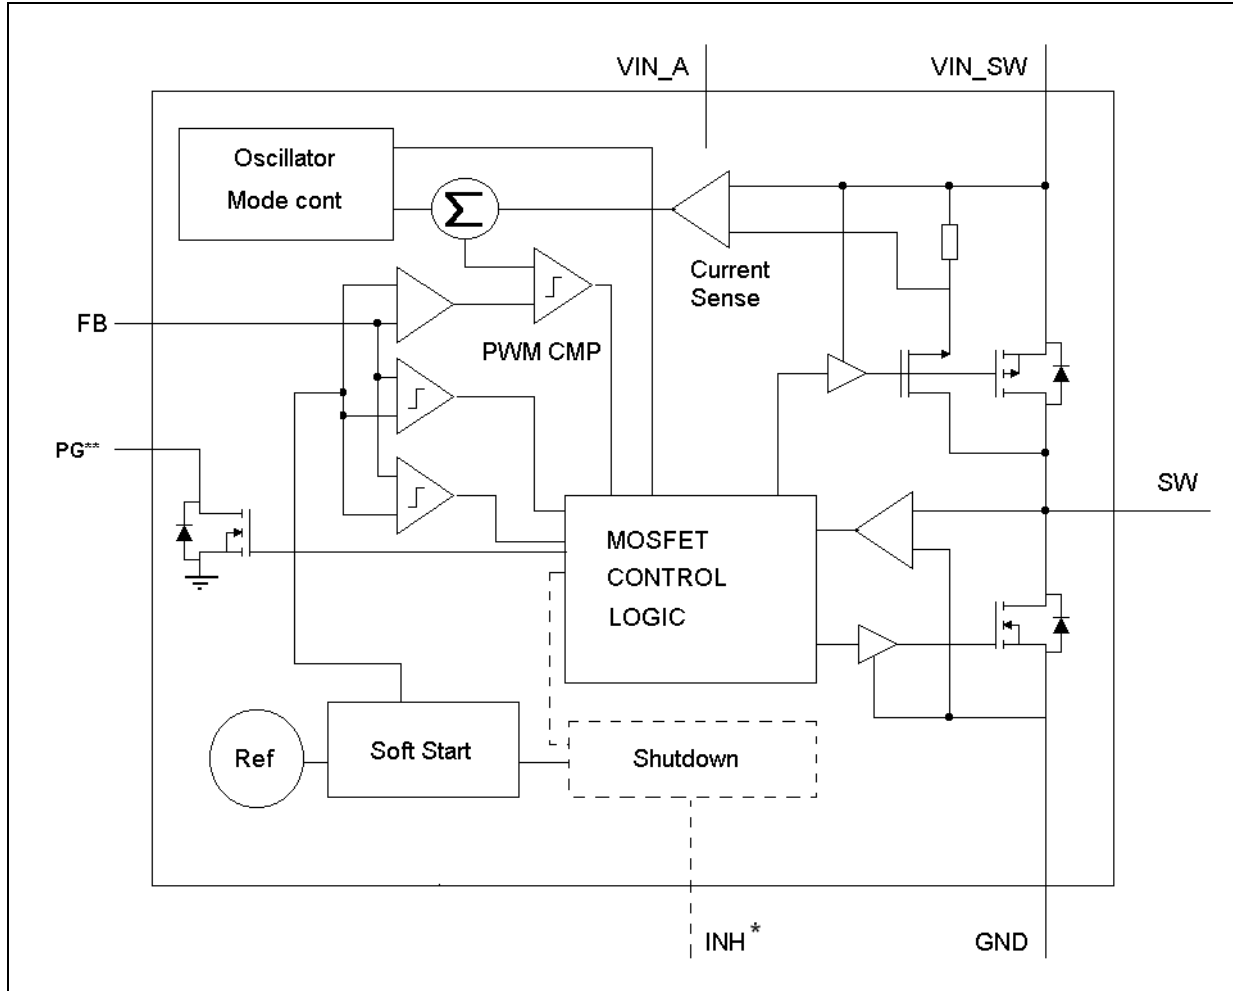 VIN_A
VIN_SW
Oscillator
Mode cont
Σ
Current
Sense
FB
PWM CMP
PG**
SW
MOSFET
CONTROL
LOGIC
Ref
Soft Start
Shutdown
INH*
GND